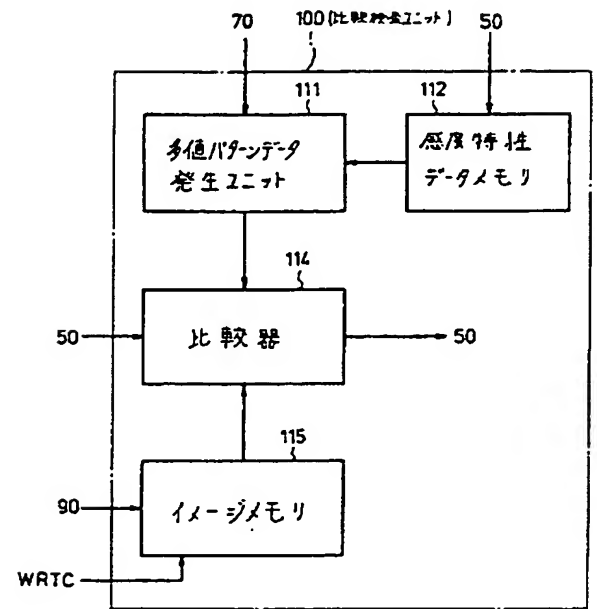 70
100(比較検査ユニット)
50
111
112
多値パターンデータ
発生ユニット
感度特性
データメモリ
114
50
比較器
50
115
90
イメージメモリ
WRTC